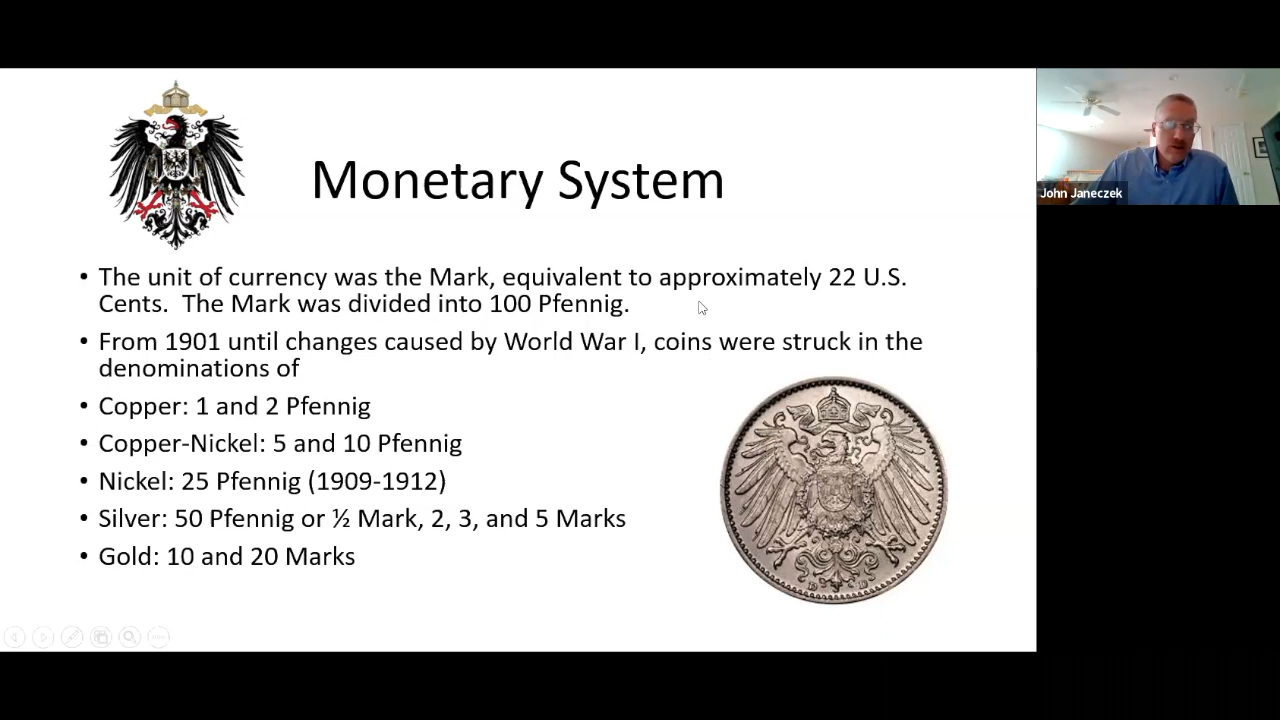 Monetary System
• The unit of currency was the Mark, equivalent to approximately 22 U.S.
Cents.  The Mark was divided into 100 Pfennig.
• From 1901 until changes caused by World War I, coins were struck in the
denominations of
• Copper: 1 and 2 Pfennig
• Copper-Nickel: 5 and 10 Pfennig
• Nickel: 25 Pfennig (1909-1912)
• Silver: 50 Pfennig or ½ Mark, 2, 3, and 5 Marks
• Gold: 10 and 20 Marks
D D
John Janeczek